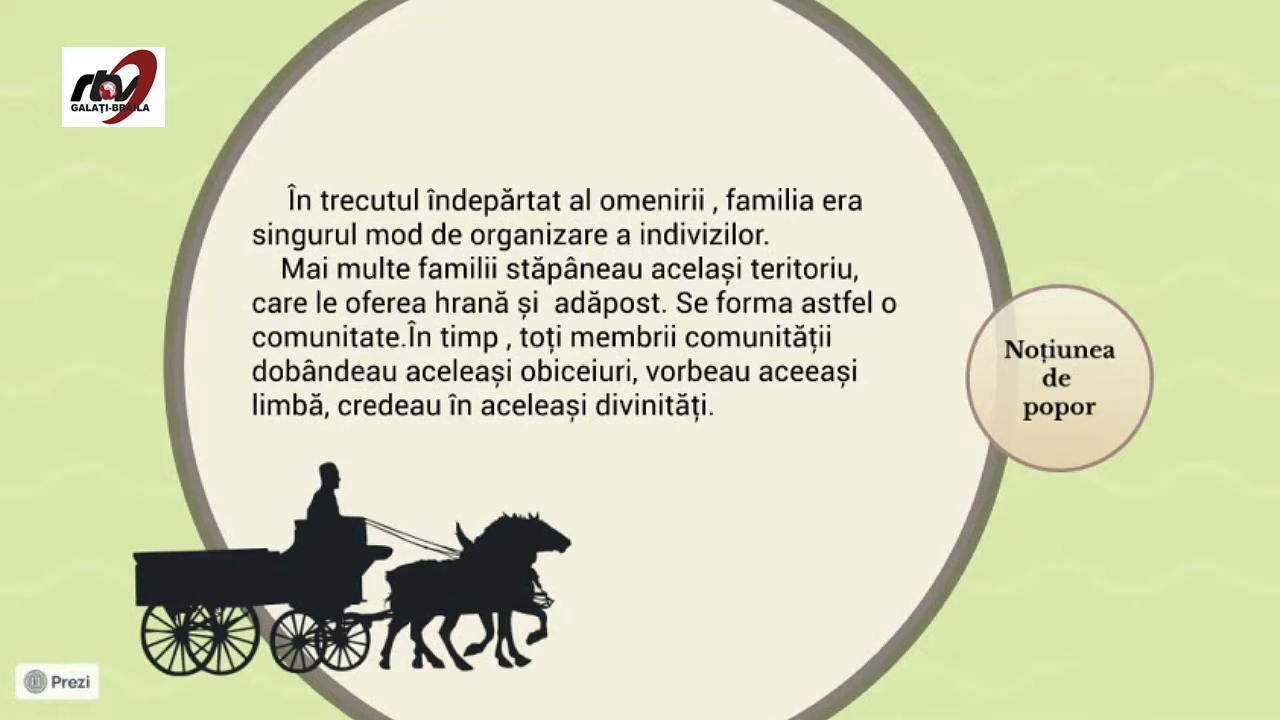 rtv
GALAȚI-BRĂILA
În trecutul îndepărtat al omenirii , familia era
singurul mod de organizare a indivizilor.
Mai multe familii stăpâneau același teritoriu,
care le oferea hrană și  adăpost. Se forma astfel o
comunitate.În timp , toți membrii comunității
dobândeau aceleași obiceiuri, vorbeau aceeași
limbă, credeau în aceleași divinități.
Noțiunea
de
popor
Prezi